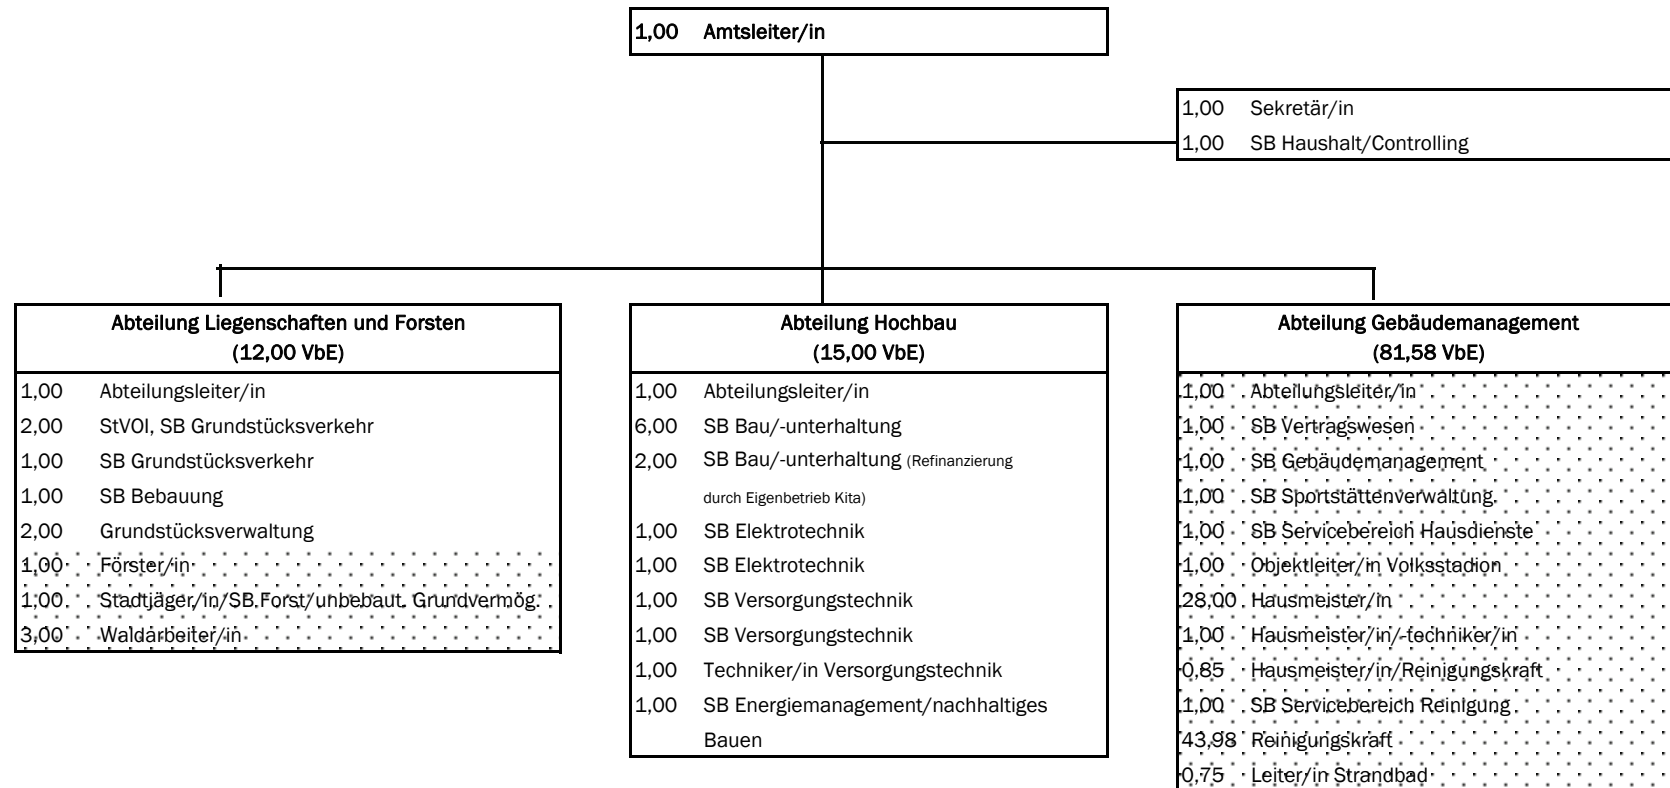 1,00 Amtsleiter/in
1,00 Sekretär/in
1,00 SB Haushalt/Controlling
Abteilung Liegenschaften und Forsten
(12,00 VbE)
1,00 Abteilungsleiter/in
2,00 StVOI, SB Grundstücksverkehr
1,00 SB Grundstücksverkehr
1,00 SB Bebauung
2,00 Grundstücksverwaltung
1,00 Förster/in
1,00 Stadtjäger/in/SB Forst/unbebaut. Grundvermög.
3,00 Waldarbeiter/in
Abteilung Hochbau
(15,00 VbE)
1,00 Abteilungsleiter/in
6,00 SB Bau/-unterhaltung
2,00 SB Bau/-unterhaltung (Refinanzierung
durch Eigenbetrieb Kita)
1,00 SB Elektrotechnik
1,00 SB Elektrotechnik
1,00 SB Versorgungstechnik
1,00 SB Versorgungstechnik
1,00 Techniker/in Versorgungstechnik
1,00 SB Energiemanagement/nachhaltiges
Bauen
Abteilung Gebäudemanagement
(81,58 VbE)
1,00 Abteilungsleiter/in
1,00 SB Vertragswesen
1,00 SB Gebäudemanagement
1,00 SB Sportstättenverwaltung
1,00 SB Servicebereich Hausdienste
1,00 Objektleiter/in Volksstadion
28,00 Hausmeister/in
1,00 Hausmeister/in/-techniker/in
0,85 Hausmeister/in/Reinigungskraft
1,00 SB Servicebereich Reinigung
43,98 Reinigungskraft
0,75 Leiter/in Strandbad